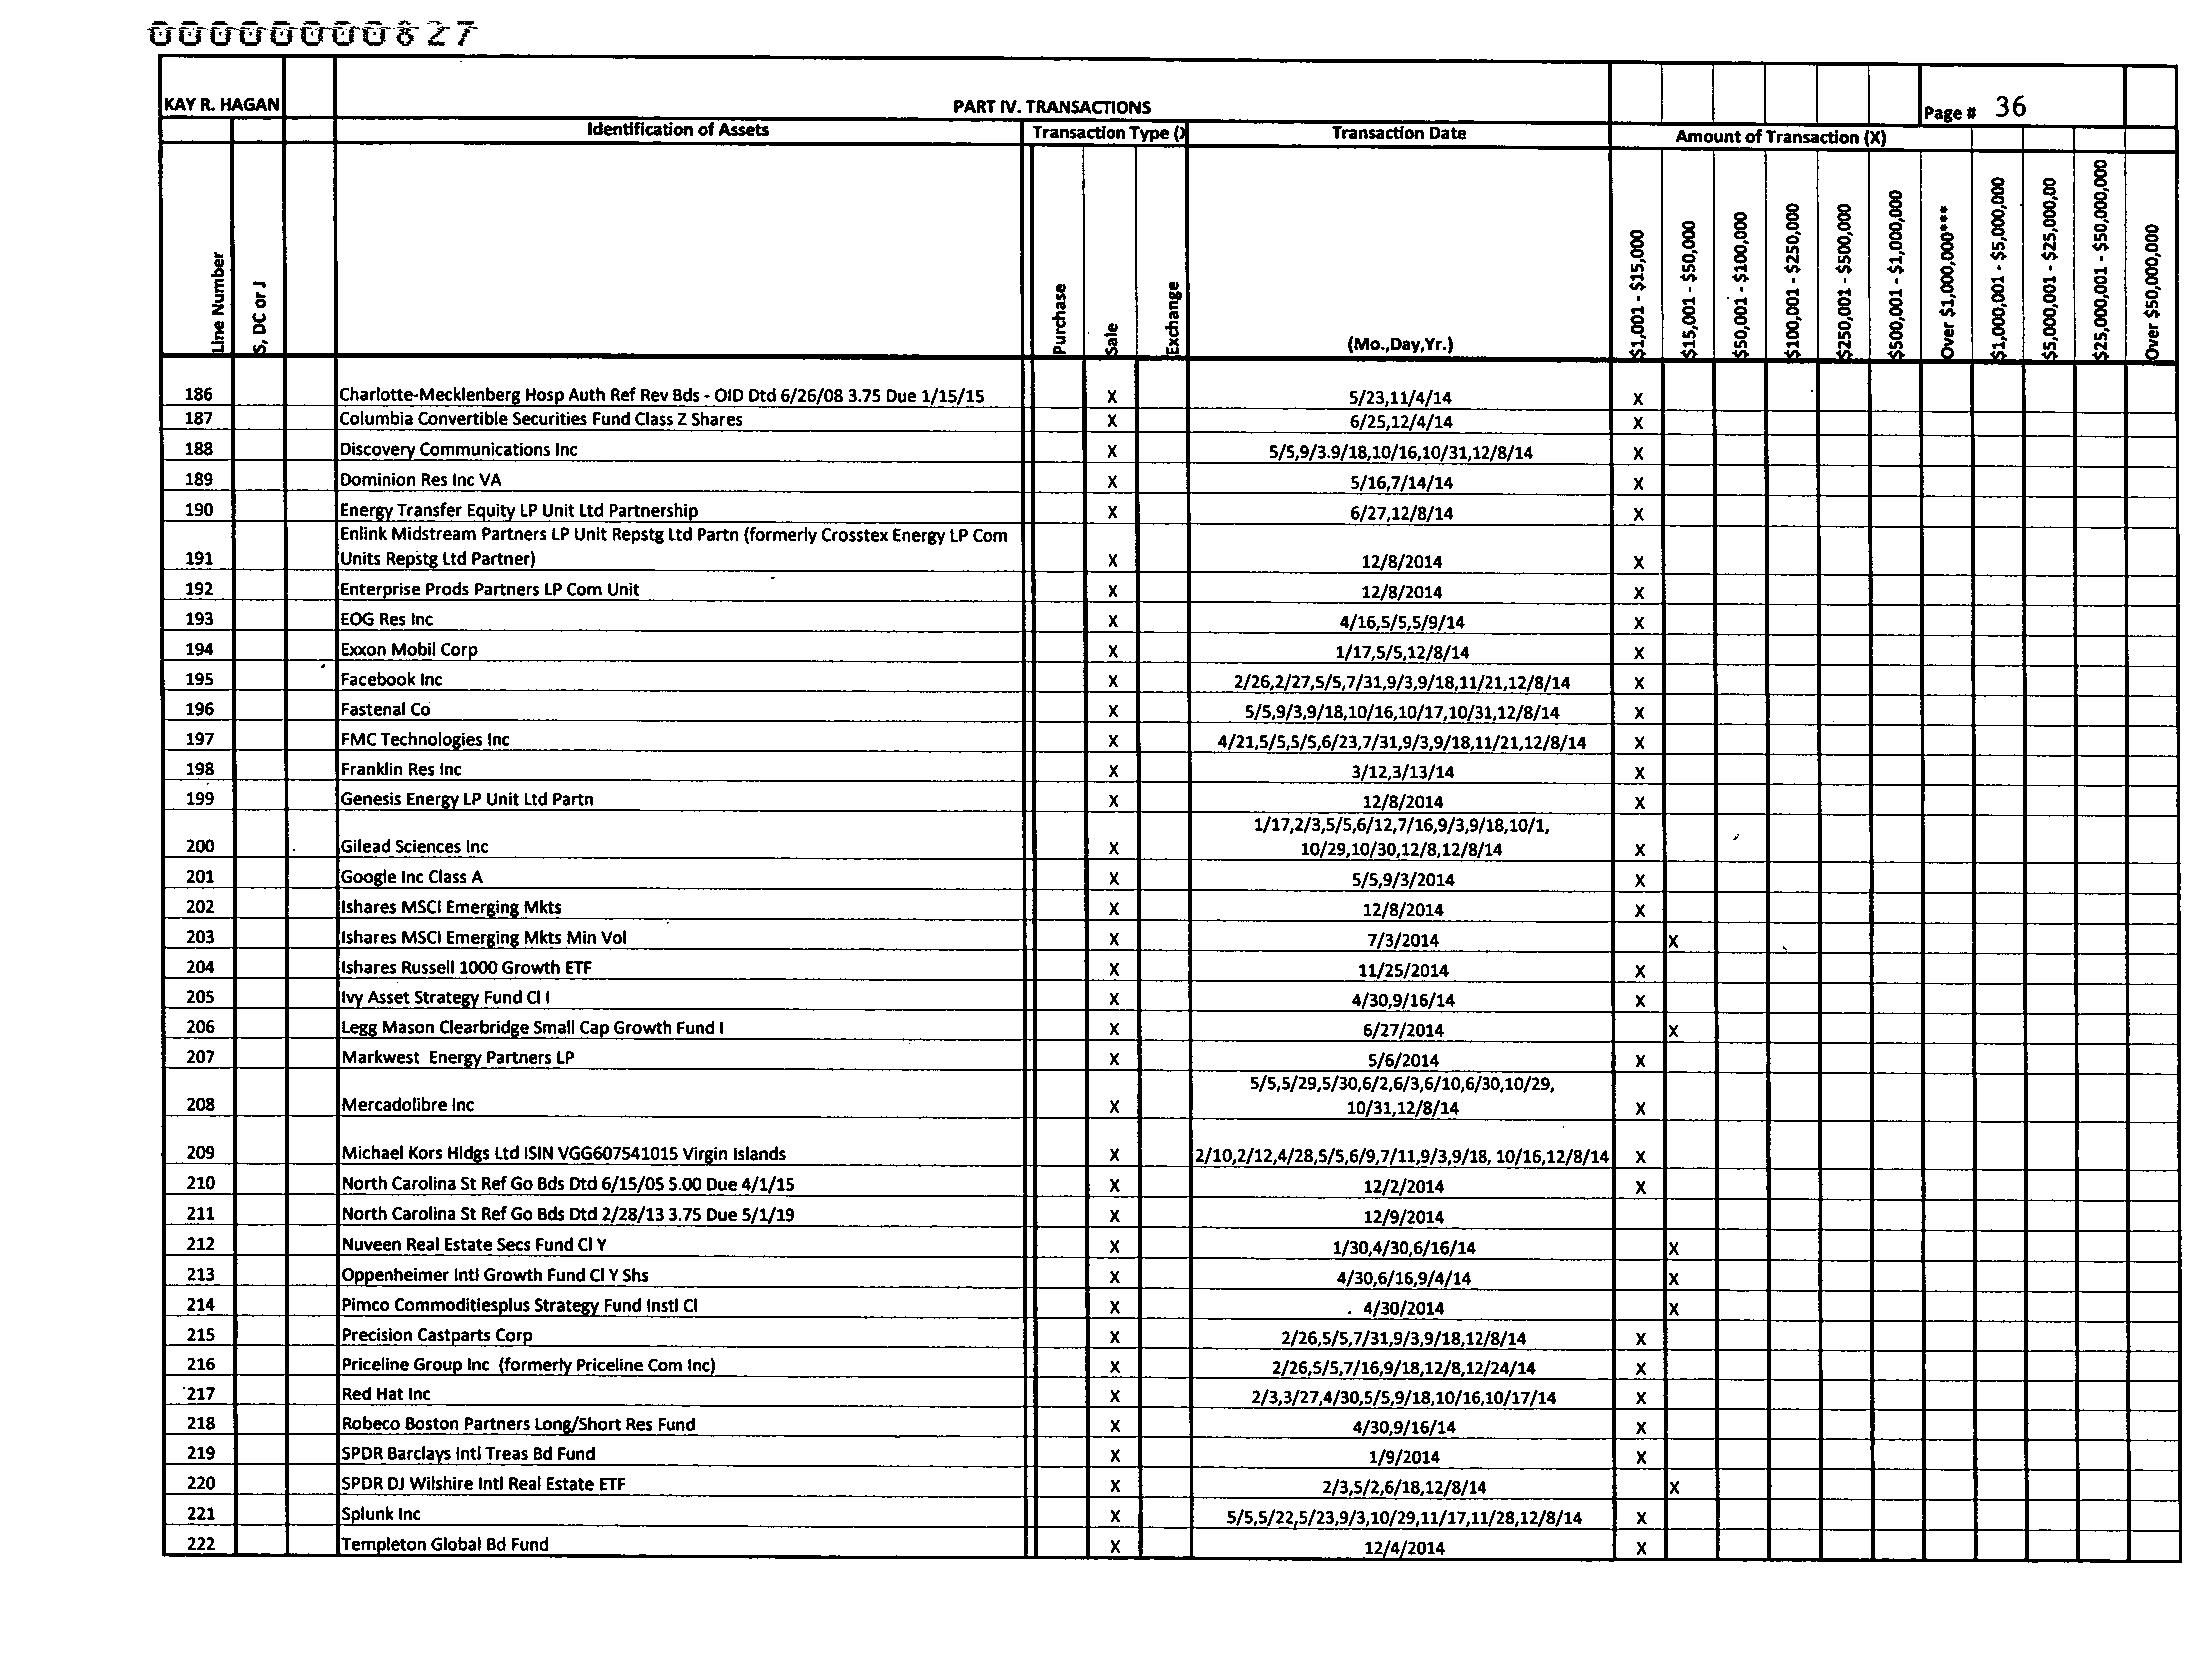 00000000827
KAY R. HAGAN PART IV. TRANSACTIONS Page # 36
Identification of Assets Transaction Type (X Transaction Date Amount of Transaction (X)
Line Number S, DC or J Purchase Sale Exchange (Mo.,Day,Yr.) $1,001 - $15,000 $15,001 - $50,000 $50,001 - $100,000 $100,001 - $250,000 $250,001 - $500,000 $500,001 - $1,000,000 Over $1,000,000*** $1,000,001 - $5,000,000 $5,000,001 - $25,000,00 $25,000,001 - $50,000,000 Over $50,000,000
186 Charlotte-Mecklenberg Hosp Auth Ref Rev Bds - OID Dtd 6/26/08 3.75 Due 1/15/15 X 5/23,11/4/14 X
187 Columbia Convertible Securities Fund Class Z Shares X 6/25,12/4/14 X
188 Discovery Communications Inc X 5/5,9/3.9/18,10/16,10/31,12/8/14 X
189 Dominion Res Inc VA X 5/16,7/14/14 X
190 Energy Transfer Equity LP Unit Ltd Partnership X 6/27,12/8/14 X
Enlink Midstream Partners LP Unit Repstg Ltd Partn (formerly Crosstex Energy LP Com
191 Units Repstg Ltd Partner) X 12/8/2014 X
192 Enterprise Prods Partners LP Com Unit X 12/8/2014 X
193 EOG Res Inc X 4/16,5/5,5/9/14 X
194 Exxon Mobil Corp X 1/17,5/5,12/8/14 X
195 Facebook Inc X 2/26,2/27,5/5,7/31,9/3,9/18,11/21,12/8/14 X
196 Fastenal Co X 5/5,9/3,9/18,10/16,10/17,10/31,12/8/14 X
197 FMC Technologies Inc X 4/21,5/5,5/5,6/23,7/31,9/3,9/18,11/21,12/8/14 X
198 Franklin Res Inc X 3/12,3/13/14 X
199 Genesis Energy LP Unit Ltd Partn X 12/8/2014 X
1/17,2/3,5/5,6/12,7/16,9/3,9/18,10/1,
200 Gilead Sciences Inc X 10/29,10/30,12/8,12/8/14 X
201 Google Inc Class A X 5/5,9/3/2014 X
202 Ishares MSCI Emerging Mkts X 12/8/2014 X
203 Ishares MSCI Emerging Mkts Min Vol X 7/3/2014 X
204 Ishares Russell 1000 Growth ETF X 11/25/2014 X
205 Ivy Asset Strategy Fund Cl I X 4/30,9/16/14 X
206 Legg Mason Clearbridge Small Cap Growth Fund I X 6/27/2014 X
207 Markwest Energy Partners LP X 5/6/2014 X
5/5,5/29,5/30,6/2,6/3,6/10,6/30,10/29,
208 Mercadolibre Inc X 10/31,12/8/14 X
209 Michael Kors Hldgs Ltd ISIN VGG607541015 Virgin Islands X 2/10,2/12,4/28,5/5,6/9,7/11,9/3,9/18, 10/16,12/8/14 X
210 North Carolina St Ref Go Bds Dtd 6/15/05 5.00 Due 4/1/15 X 12/2/2014 X
211 North Carolina St Ref Go Bds Dtd 2/28/13 3.75 Due 5/1/19 X 12/9/2014
212 Nuveen Real Estate Secs Fund Cl Y X 1/30,4/30,6/16/14 X
213 Oppenheimer Intl Growth Fund Cl Y Shs X 4/30,6/16,9/4/14 X
214 Pimco Commoditiesplus Strategy Fund Instl Cl X 4/30/2014 X
215 Precision Castparts Corp X 2/26,5/5,7/31,9/3,9/18,12/8/14 X
216 Priceline Group Inc (formerly Priceline Com Inc) X 2/26,5/5,7/16,9/18,12/8,12/24/14 X
217 Red Hat Inc X 2/3,3/27,4/30,5/5,9/18,10/16,10/17/14 X
218 Robeco Boston Partners Long/Short Res Fund X 4/30,9/16/14 X
219 SPDR Barclays Intl Treas Bd Fund X 1/9/2014 X
220 SPDR DJ Wilshire Intl Real Estate ETF X 2/3,5/2,6/18,12/8/14 X
221 Splunk Inc X 5/5,5/22,5/23,9/3,10/29,11/17,11/28,12/8/14 X
222 Templeton Global Bd Fund X 12/4/2014 X